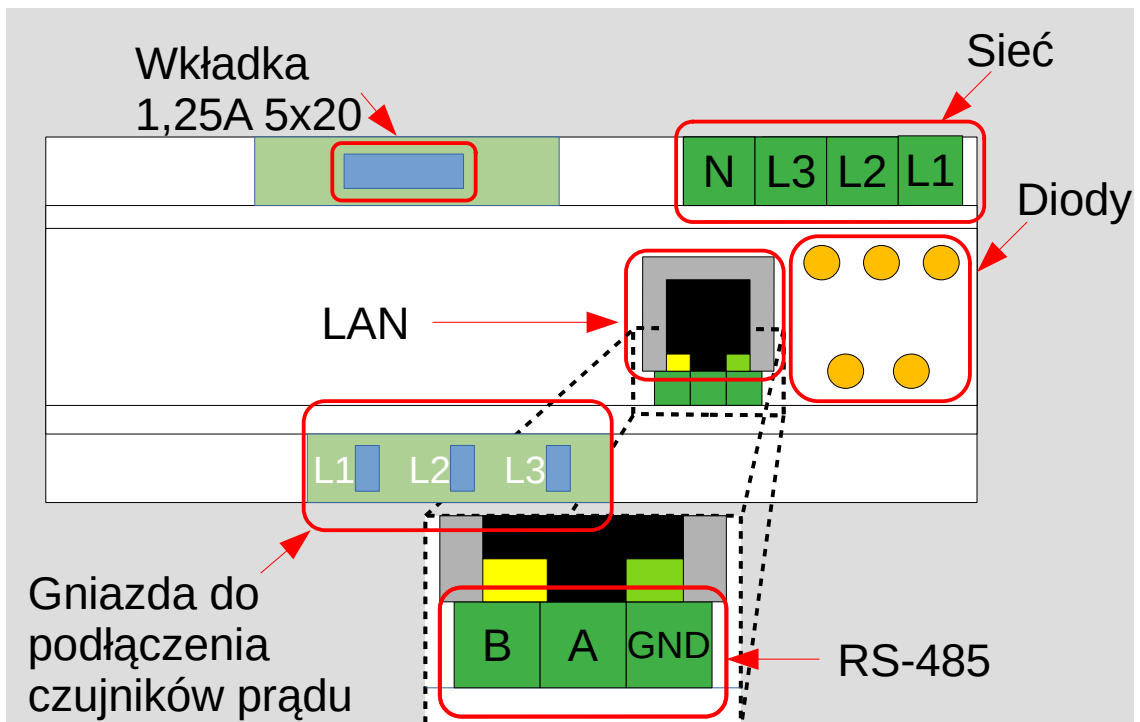 Wkładka
1,25A 5x20
Sieć
N L3 L2 L1
Diody
LAN
L1 L2 L3
Gniazda do
podłączenia
czujników prądu
B A GND
RS-485